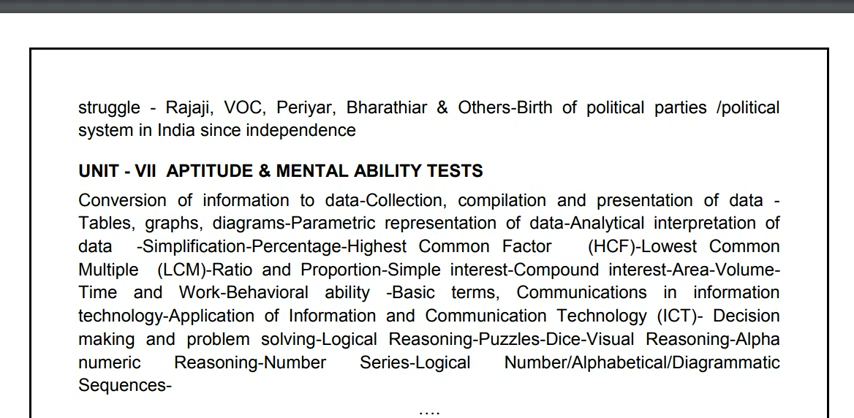 struggle - Rajaji, VOC, Periyar, Bharathiar & Others-Birth of political parties /political
system in India since independence
UNIT - VII APTITUDE & MENTAL ABILITY TESTS
Conversion of information to data-Collection, compilation and presentation of data -
Tables, graphs, diagrams-Parametric representation of data-Analytical interpretation of
data -Simplification-Percentage-Highest Common Factor (HCF)-Lowest Common
Multiple (LCM)-Ratio and Proportion-Simple interest-Compound interest-Area-Volume-
Time and Work-Behavioral ability -Basic terms, Communications in information
technology-Application of Information and Communication Technology (ICT)- Decision
making and problem solving-Logical Reasoning-Puzzles-Dice-Visual Reasoning-Alpha
numeric Reasoning-Number Series-Logical Number/Alphabetical/Diagrammatic
Sequences-
....